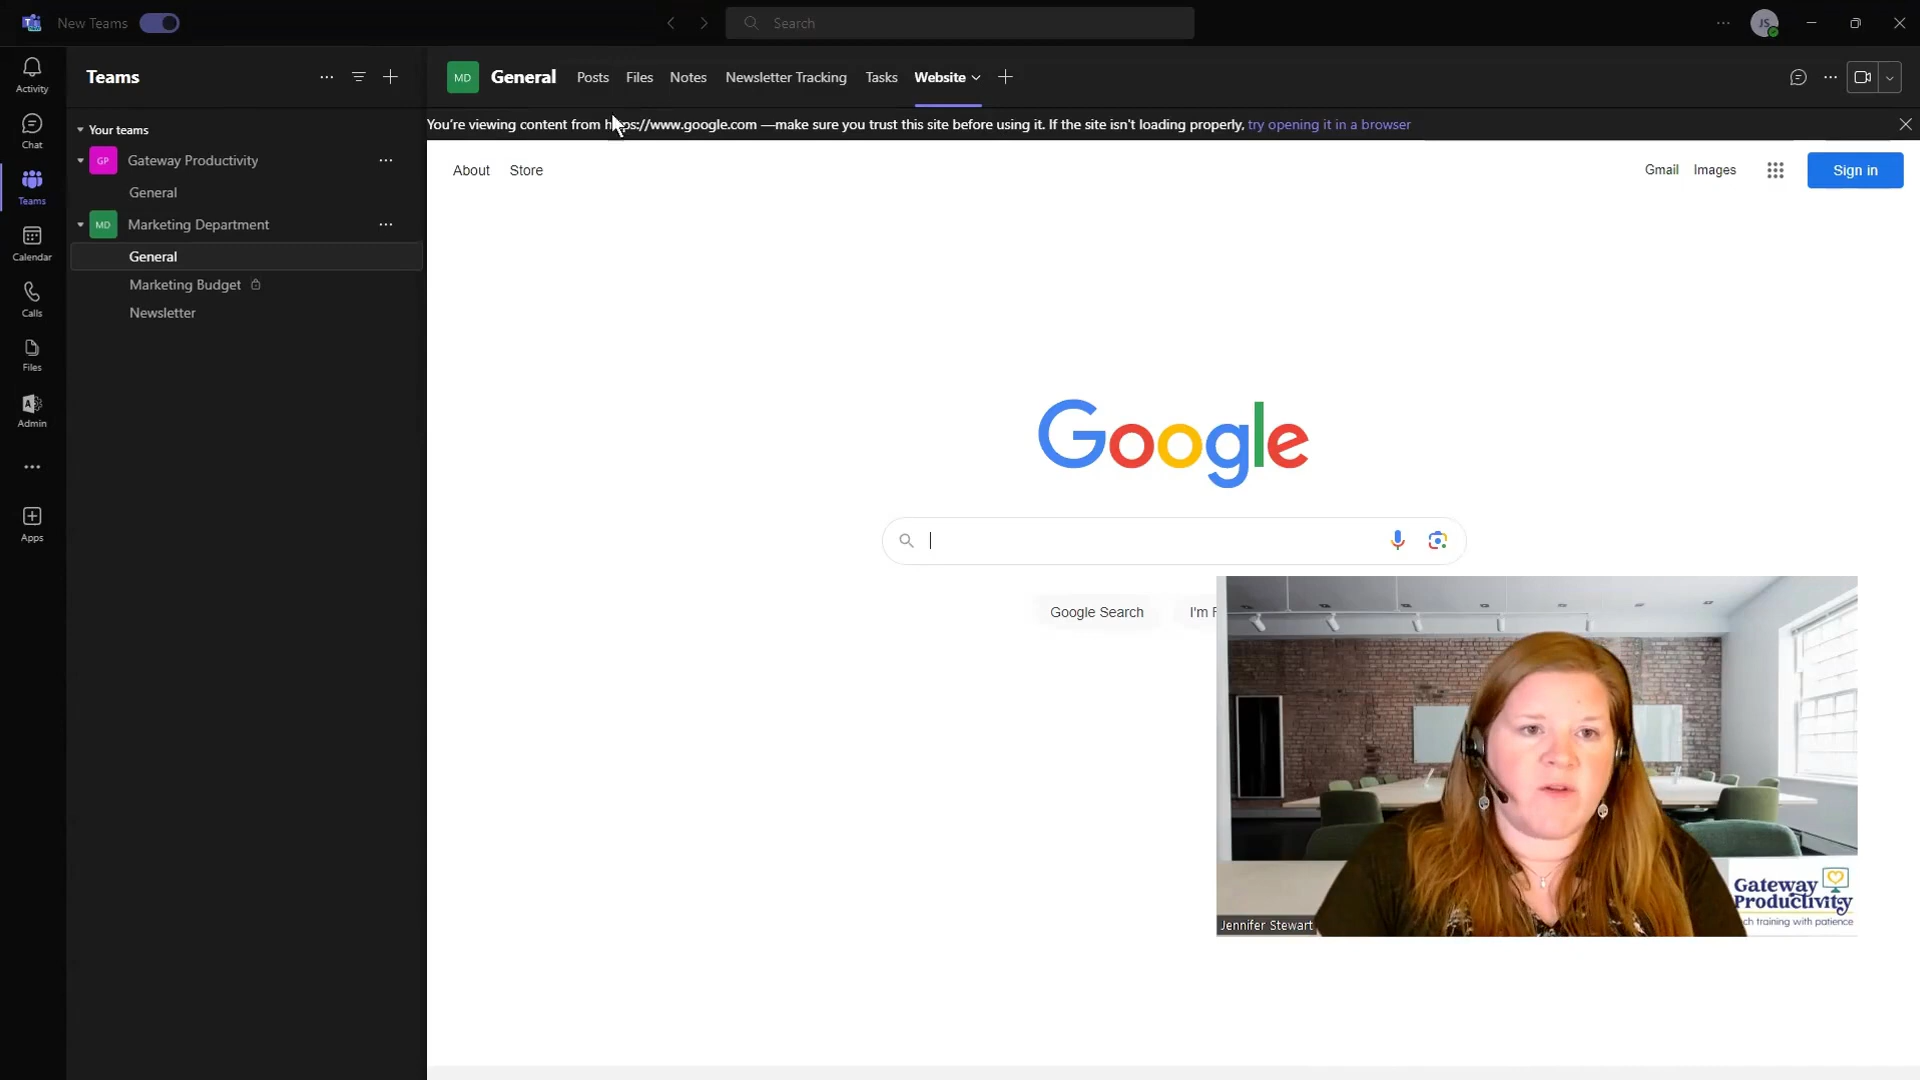 New Teams
Search
JS
Activity
Chat
Teams
Calendar
Calls
Files
Admin
Apps
Teams
Your teams
GP Gateway Productivity
General
MD Marketing Department
General
Marketing Budget
Newsletter
MD General Posts Files Notes Newsletter Tracking Tasks Website
You're viewing content from https://www.google.com —make sure you trust this site before using it. If the site isn't loading properly, try opening it in a browser
About Store
Gmail Images Sign in
Google
Google Search I'm F
Gateway
Productivity
ch training with patience
Jennifer Stewart